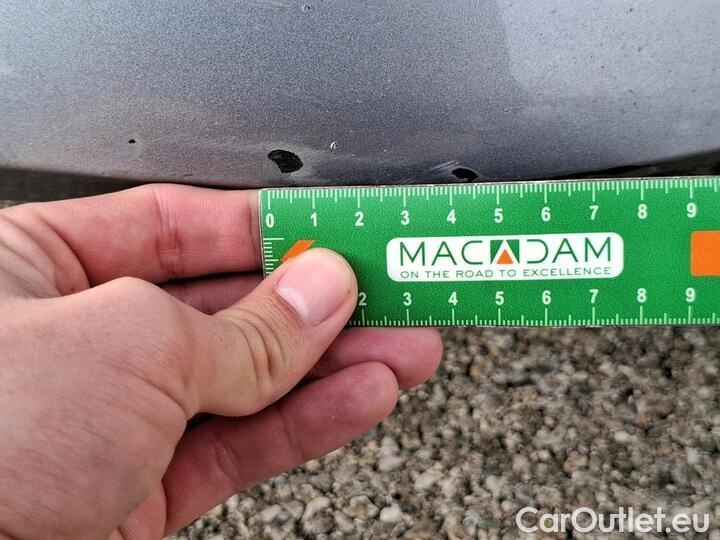 0 1 2 3 4 5 6 7 8 9
MACADAM
ON THE ROAD TO EXCELLENCE
2 3 4 5 6 7 8 9
CarOutlet.eu